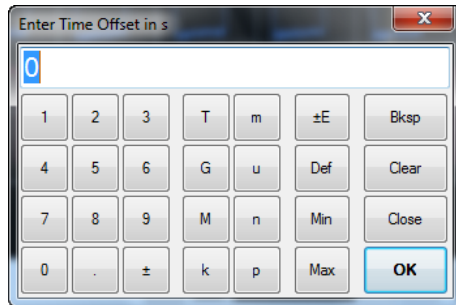 Enter Time Offset in s
0
1 2 3 T m ±E Bksp
4 5 6 G u Def Clear
7 8 9 M n Min Close
0 . ± k p Max OK